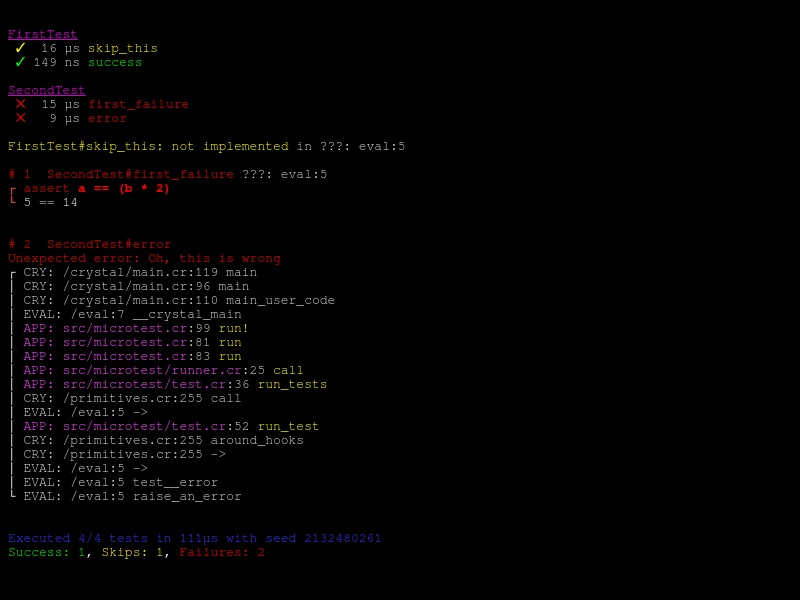 FirstTest
✓ 16 µs skip_this
✓ 149 ns success
SecondTest
✕ 15 µs first_failure
✕ 9 µs error
FirstTest#skip_this: not implemented in ???: eval:5
# 1 SecondTest#first_failure ???: eval:5
┌ assert a == (b * 2)
└ 5 == 14
# 2 SecondTest#error
Unexpected error: Oh, this is wrong
┌ CRY: /crystal/main.cr:119 main
│ CRY: /crystal/main.cr:96 main
│ CRY: /crystal/main.cr:110 main_user_code
│ EVAL: /eval:7 __crystal_main
│ APP: src/microtest.cr:99 run!
│ APP: src/microtest.cr:81 run
│ APP: src/microtest.cr:83 run
│ APP: src/microtest/runner.cr:25 call
│ APP: src/microtest/test.cr:36 run_tests
│ CRY: /primitives.cr:255 call
│ EVAL: /eval:5 ->
│ APP: src/microtest/test.cr:52 run_test
│ CRY: /primitives.cr:255 around_hooks
│ CRY: /primitives.cr:255 ->
│ EVAL: /eval:5 ->
│ EVAL: /eval:5 test__error
└ EVAL: /eval:5 raise_an_error
Executed 4/4 tests in 111µs with seed 2132480261
Success: 1, Skips: 1, Failures: 2